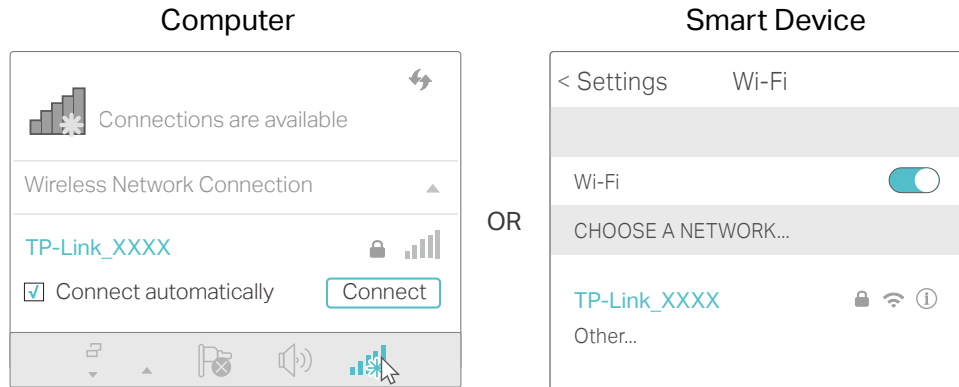 Computer
Connections are available
Wireless Network Connection
TP-Link_XXXX
Connect automatically
Connect
OR
Smart Device
< Settings
Wi-Fi
Wi-Fi
CHOOSE A NETWORK...
TP-Link_XXXX
Other...